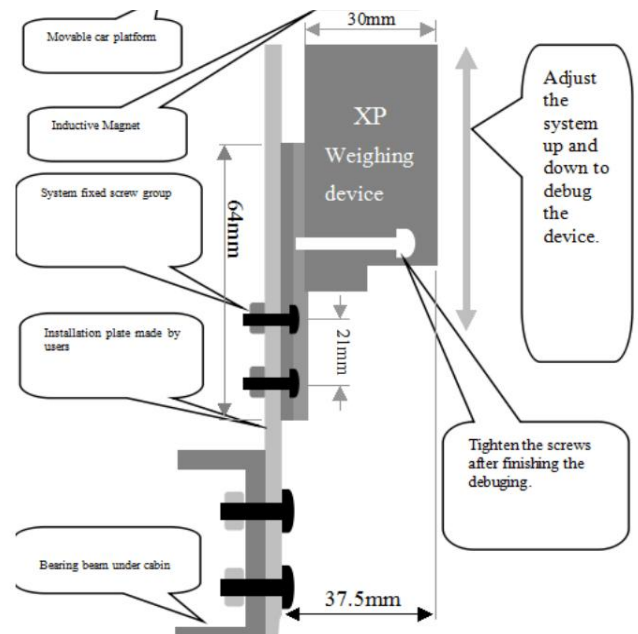 Movable car platform
Inductive Magnet
System fixed screw group
Installation plate made by
users
Bearing beam under cabin
30mm
XP
Weighing
device
64mm
21mm
37.5mm
Adjust
the
system
up and
down to
debug
the
device.
Tighten the screws
after finishing the
debuging.